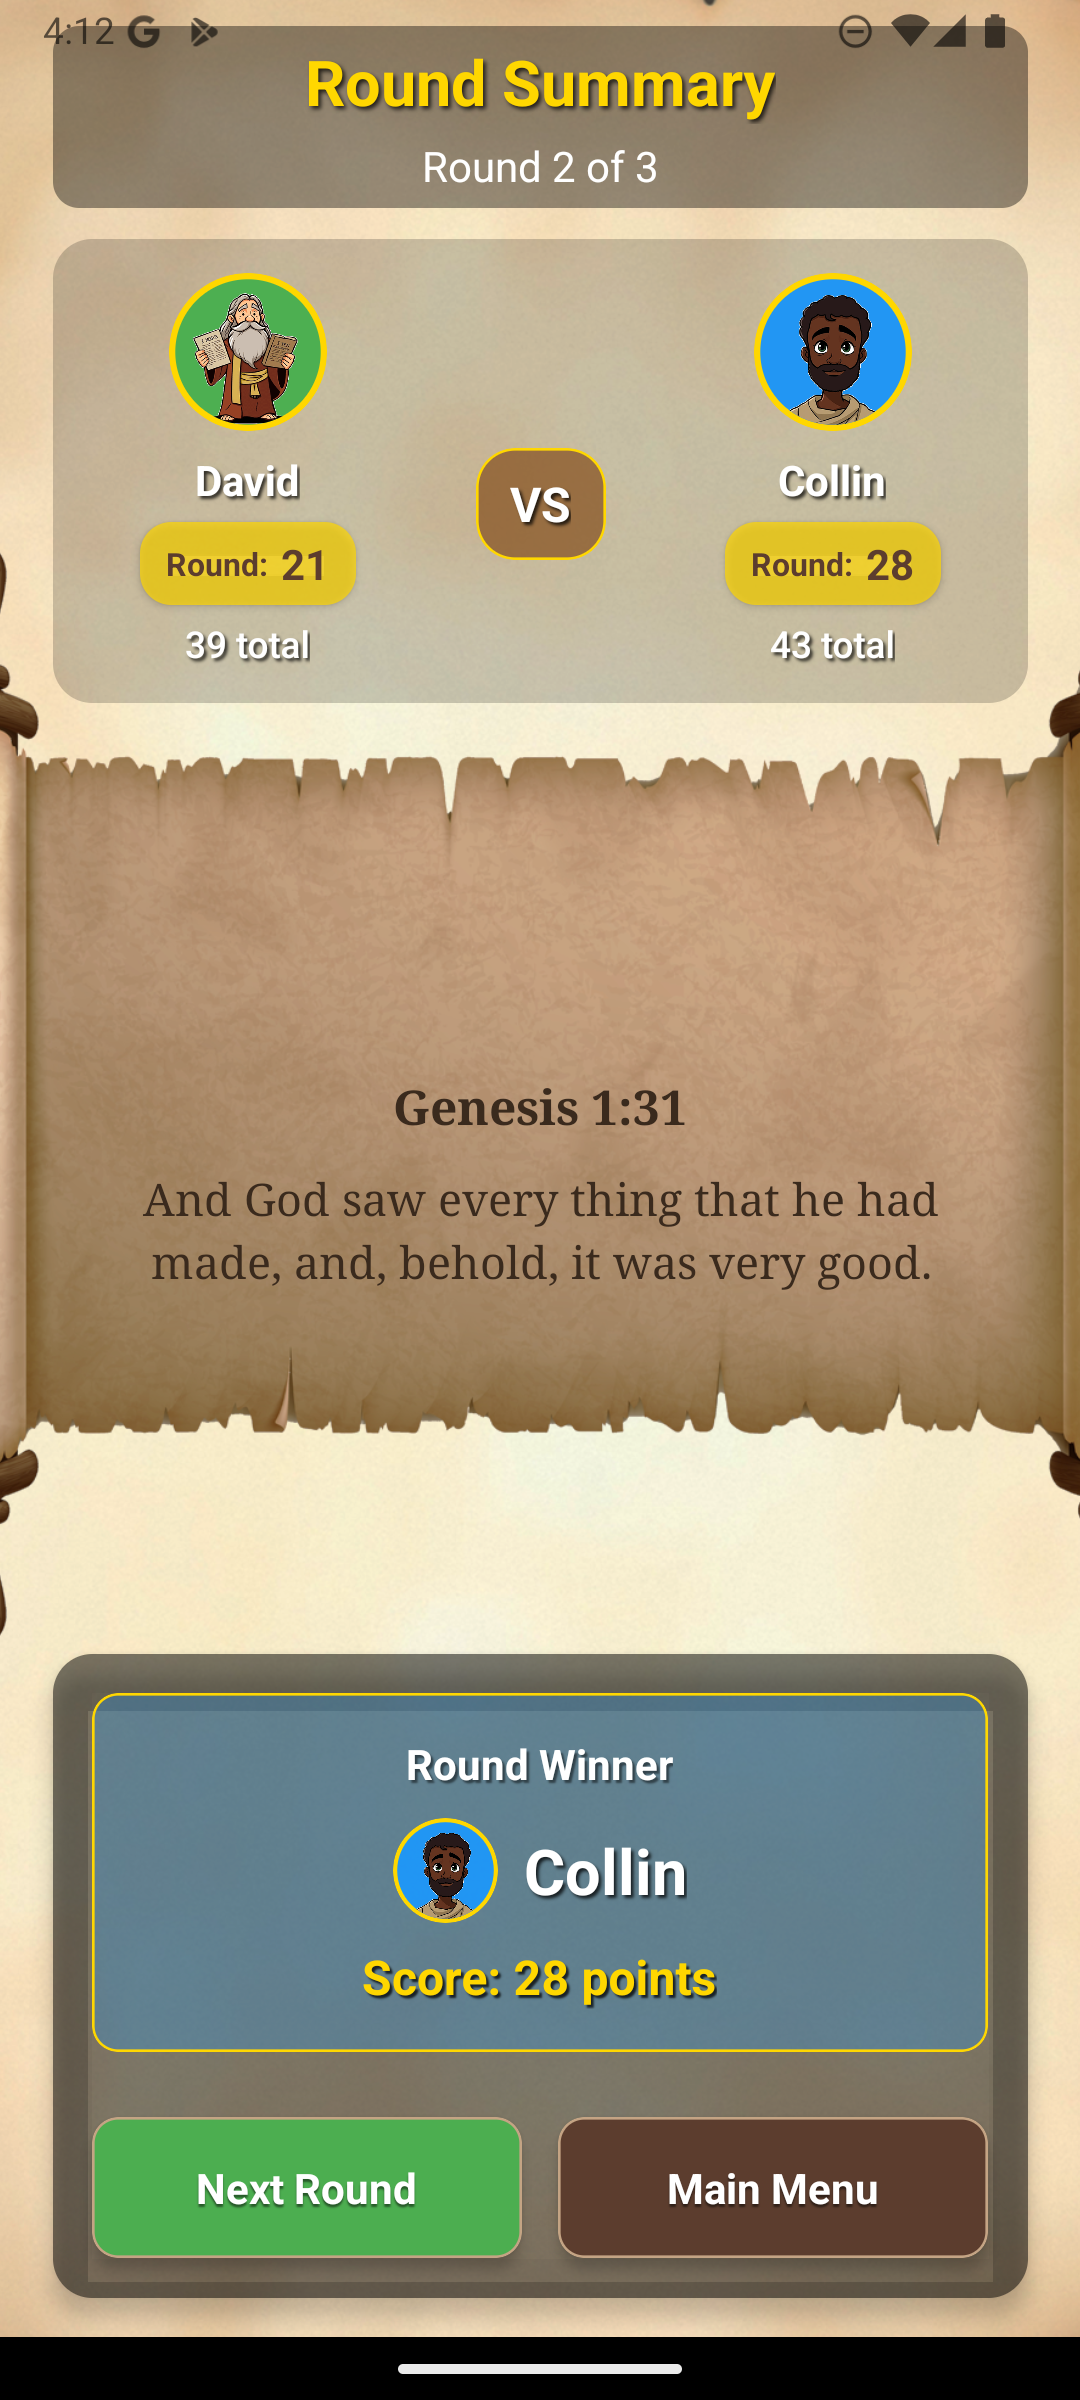 4:12
Round Summary
Round 2 of 3
David
Round: 21
39 total
VS
Collin
Round: 28
43 total
Genesis 1:31
And God saw every thing that he had
made, and, behold, it was very good.
Round Winner
Collin
Score: 28 points
Next Round
Main Menu